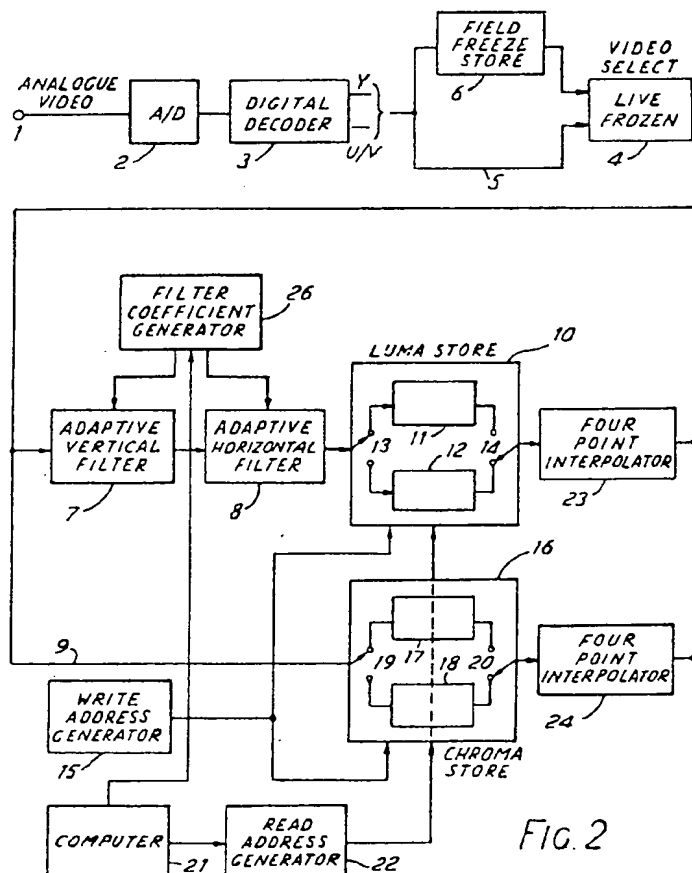 FIELD
FREEZE
STORE
6
VIDEO
SELECT
LIVE
FROZEN
4
ANALOGUE
VIDEO
1
A/D
2
DIGITAL
DECODER
3
Y
U/V
5
FILTER
COEFFICIENT
GENERATOR
26
LUMA STORE
10
ADAPTIVE
VERTICAL
FILTER
7
ADAPTIVE
HORIZONTAL
FILTER
8
11
13
14
12
FOUR
POINT
INTERPOLATOR
23
16
9
17
19
20
18
FOUR
POINT
INTERPOLATOR
24
WRITE
ADDRESS
GENERATOR
15
CHROMA
STORE
COMPUTER
21
READ
ADDRESS
GENERATOR
22
FIG. 2